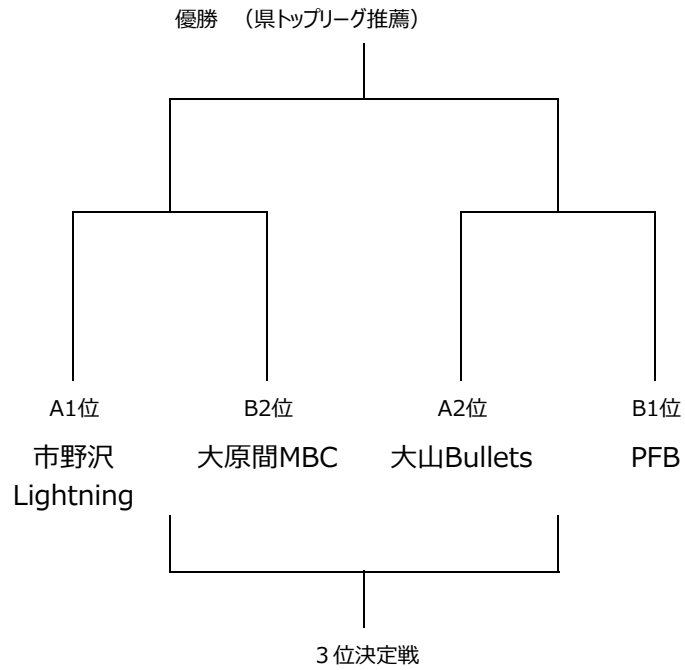 優勝　（県トップリーグ推薦）
A1位　B2位　A2位　B1位
市野沢　大原間MBC　大山Bullets　PFB
Lightning
３位決定戦